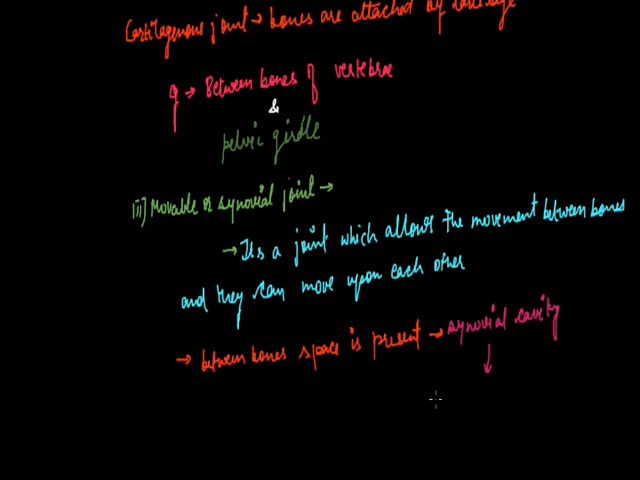 Cartilagenous joint → bones are attached by cartilage
eg → Between bones of vertebrae
&
pelvic girdle
iii) Movable or synovial joint →
→ It's a joint which allows the movement between bones
and they can move upon each other
→ between bones space is present → synovial cavity
↓